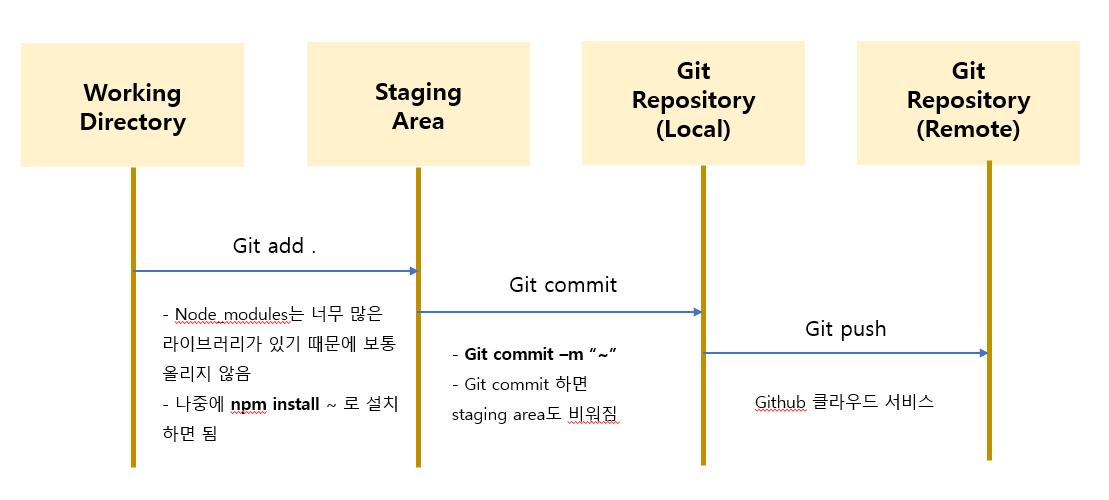 Working
Directory
Staging
Area
Git
Repository
(Local)
Git
Repository
(Remote)
Git add .
- Node_modules는 너무 많은
라이브러리가 있기 때문에 보통
올리지 않음
- 나중에 npm install ~ 로 설치
하면 됨
Git commit
- Git commit –m “~”
- Git commit 하면
staging area도 비워짐
Git push
Github 클라우드 서비스